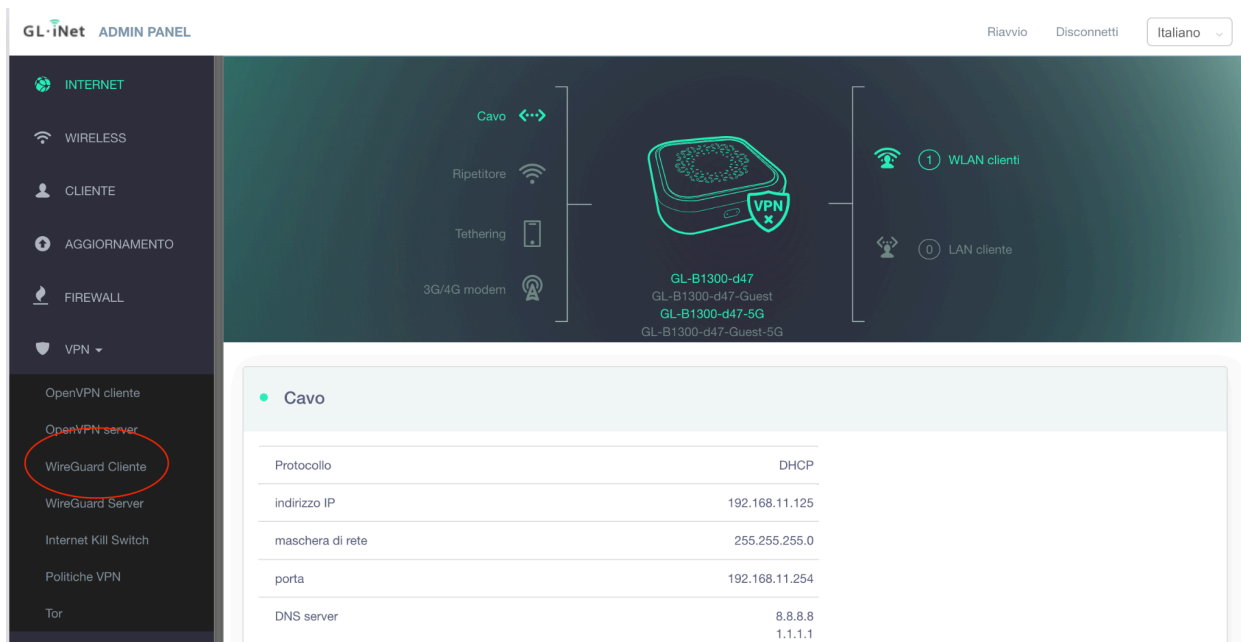 GL·iNet ADMIN PANEL
Riavvio Disconnetti Italiano
INTERNET
WIRELESS
CLIENTE
AGGIORNAMENTO
FIREWALL
VPN
OpenVPN cliente
OpenVPN server
WireGuard Cliente
WireGuard Server
Internet Kill Switch
Politiche VPN
Tor
Cavo
Ripetitore
Tethering
3G/4G modem
VPN
GL-B1300-d47
GL-B1300-d47-Guest
GL-B1300-d47-5G
GL-B1300-d47-Guest-5G
1 WLAN clienti
0 LAN cliente
Cavo
Protocollo DHCP
indirizzo IP 192.168.11.125
maschera di rete 255.255.255.0
porta 192.168.11.254
DNS server 8.8.8.8
1.1.1.1